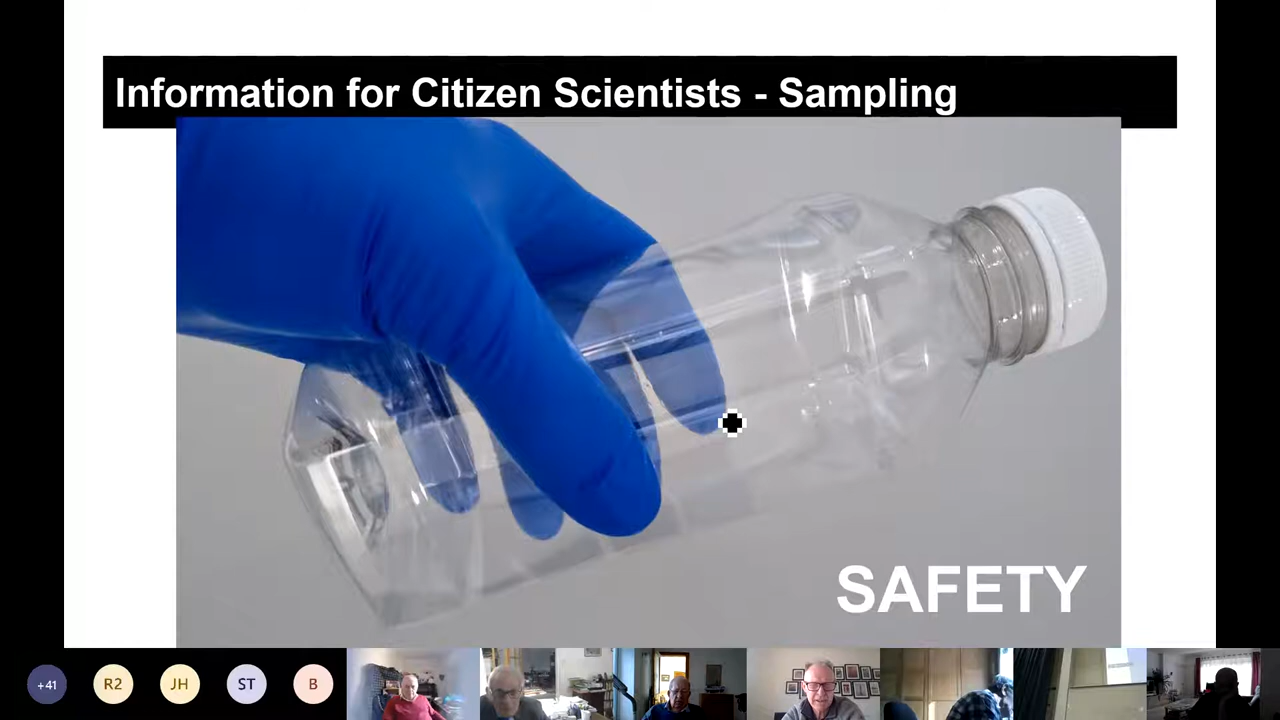 Information for Citizen Scientists - Sampling
SAFETY
+41
R2
JH
ST
B